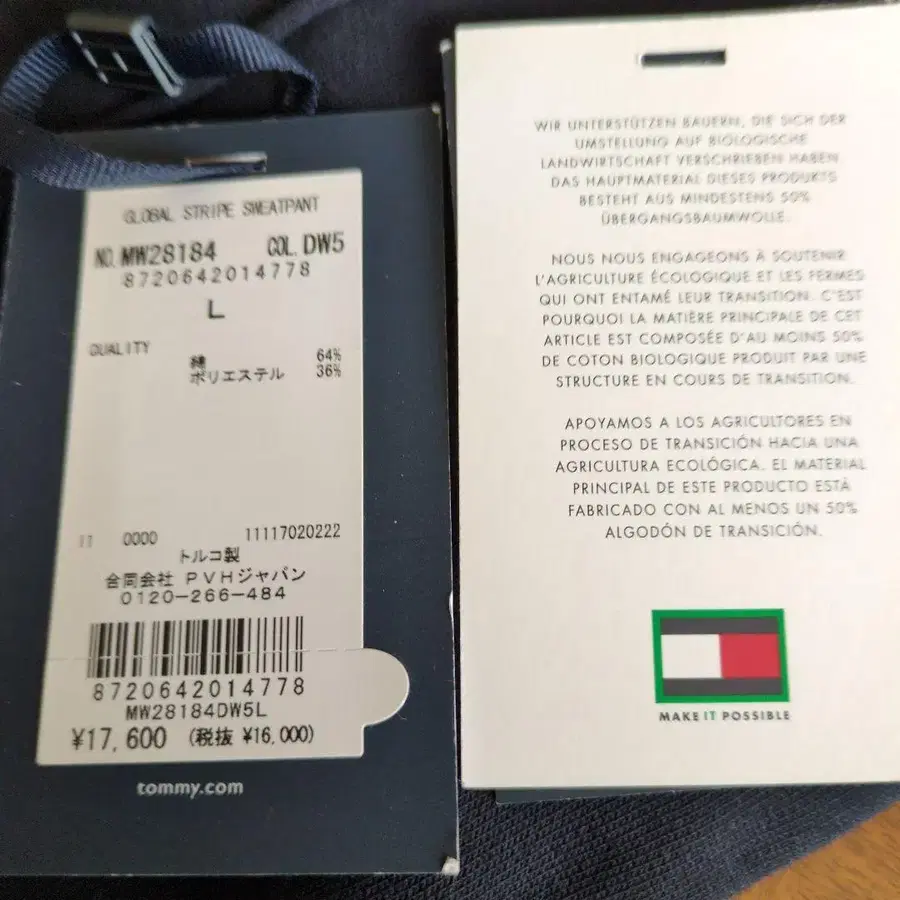 GLOBAL STRIPE SWEATPANT
NO. MW28184 COL. DW5
8720642014778
L
QUALITY
綿 64%
ポリエステル 36%
11 0000 11117020222
トルコ製
合同会社 PVHジャパン
0120-266-484
8720642014778
MW28184DW5L
¥17,600 (税抜 ¥16,000)
tommy.com
WIR UNTERSTÜTZEN BAUERN, DIE SICH DER
UMSTELLUNG AUF BIOLOGISCHE
LANDWIRTSCHAFT VERSCHRIEBEN HABEN
DAS HAUPTMATERIAL DIESES PRODUKTS
BESTEHT AUS MINDESTENS 50%
ÜBERGANGSBAUMWOLLE.
NOUS NOUS ENGAGEONS À SOUTENIR
L'AGRICULTURE ÉCOLOGIQUE ET LES FERMES
QUI ONT ENTAMÉ LEUR TRANSITION. C'EST
POURQUOI LA MATIÈRE PRINCIPALE DE CET
ARTICLE EST COMPOSÉE D'AU MOINS 50%
DE COTON BIOLOGIQUE PRODUIT PAR UNE
STRUCTURE EN COURS DE TRANSITION.
APOYAMOS A LOS AGRICULTORES EN
PROCESO DE TRANSICIÓN HACIA UNA
AGRICULTURA ECOLÓGICA. EL MATERIAL
PRINCIPAL DE ESTE PRODUCTO ESTÁ
FABRICADO CON AL MENOS UN 50%
ALGODÓN DE TRANSICIÓN.
MAKE IT POSSIBLE